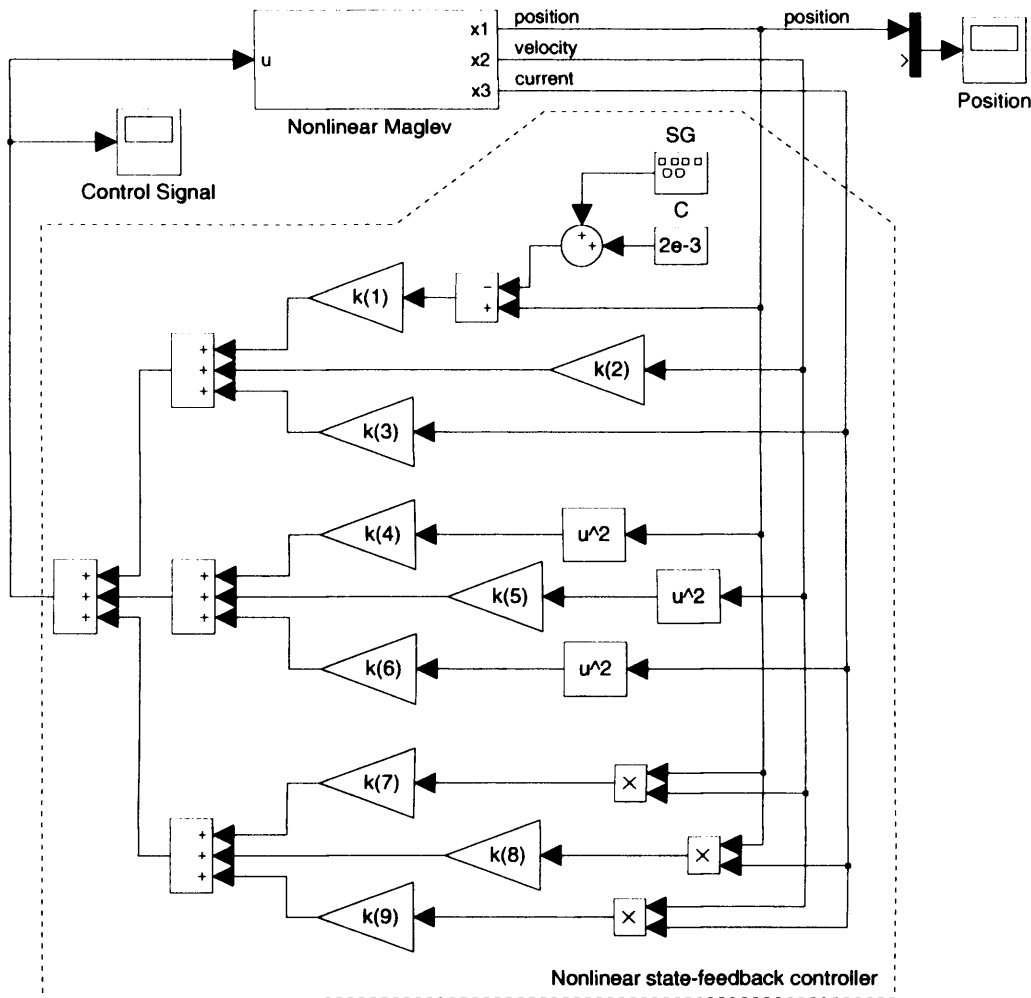 x1
position
position
velocity
u
x2
current
x3
Position
Nonlinear Maglev
SG
Control Signal
C
+
+
2e-3
k(1)
−
+
+
+
+
k(2)
k(3)
k(4)
u^2
+
+
+
+
+
+
k(5)
u^2
k(6)
u^2
k(7)
×
+
+
+
k(8)
×
k(9)
×
Nonlinear state-feedback controller